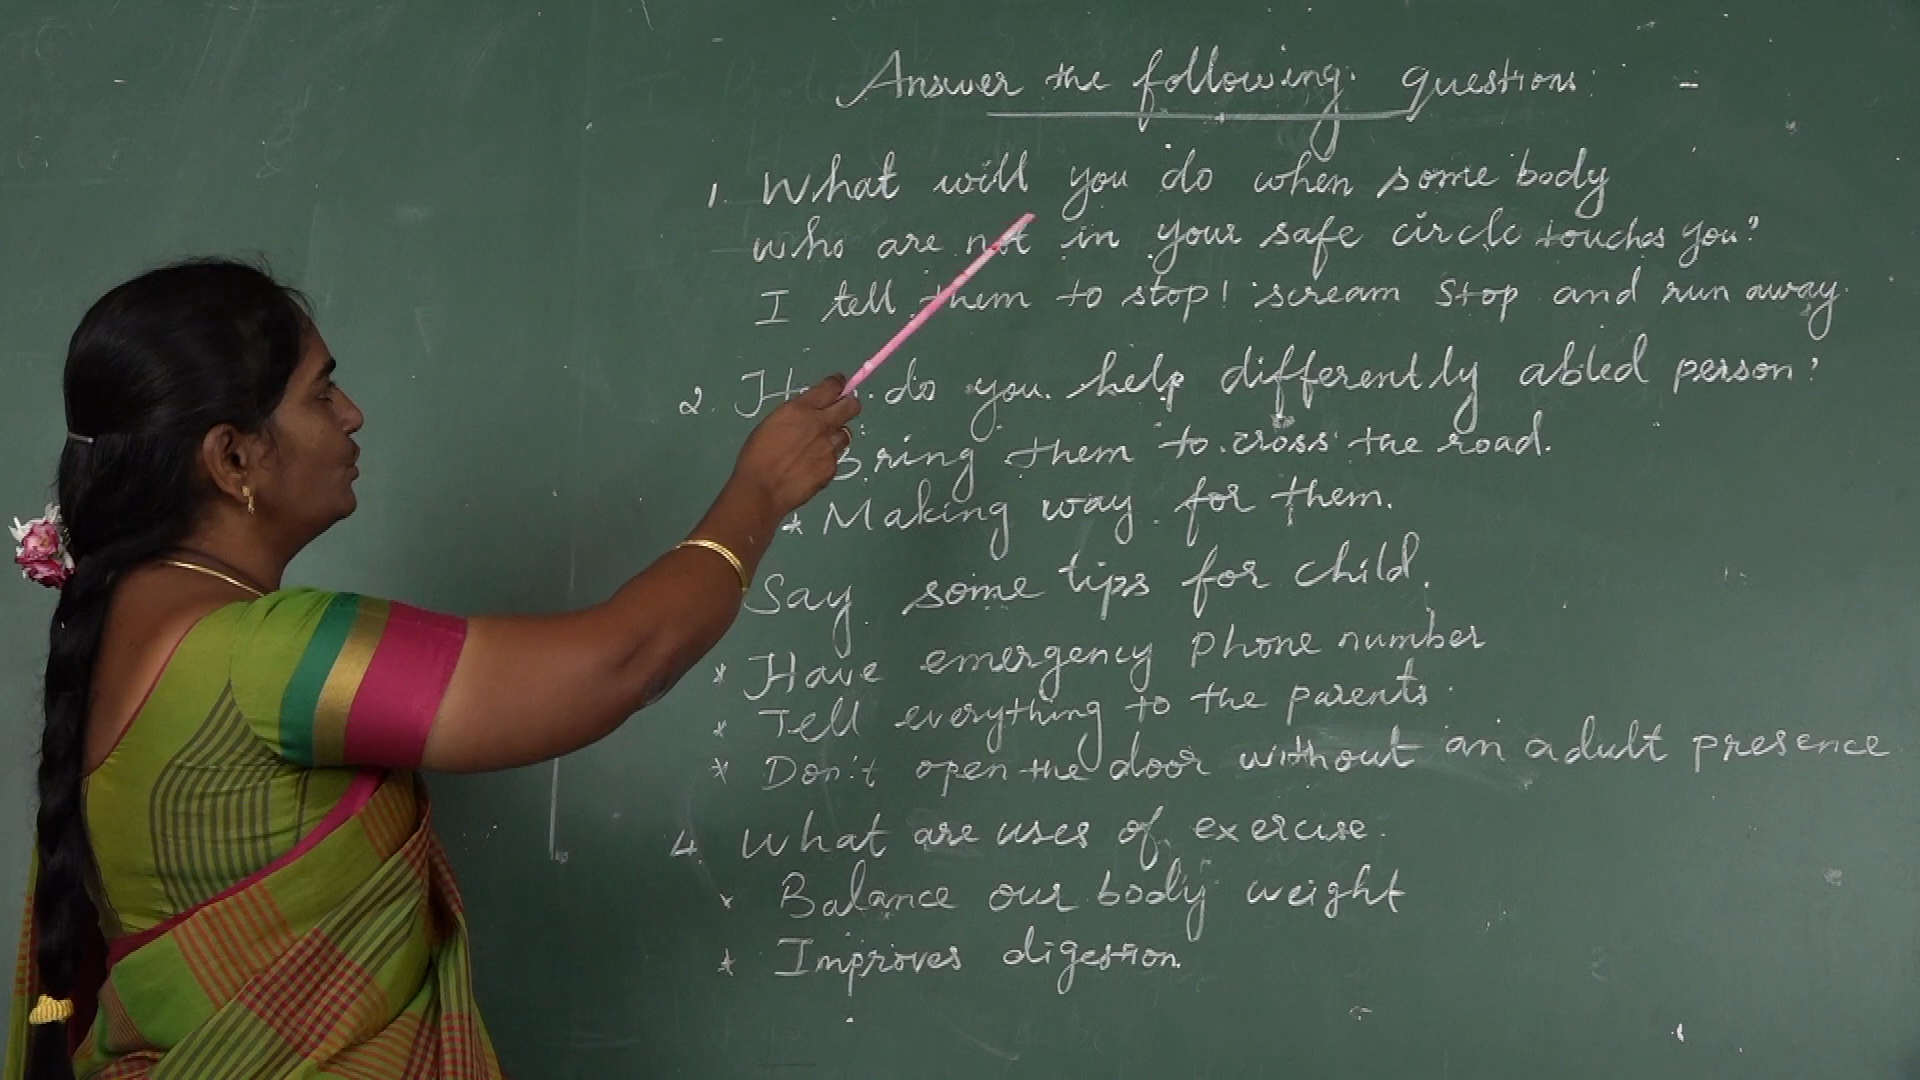 Answer the following questions: -
1. What will you do when some body
who are not in your safe circle touches you?
I tell them to stop! scream Stop and run away.
2. How do you help differently abled person?
Bring them to cross the road.
* Making way for them.
Say some tips for child.
* Have emergency phone number
* Tell everything to the parents.
* Don't open the door without an adult presence
4. What are uses of exercise.
* Balance our body weight
* Improves digestion.